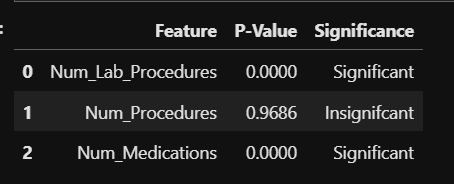 Feature P-Value Significance
0 Num_Lab_Procedures 0.0000 Significant
1 Num_Procedures 0.9686 Insignifcant
2 Num_Medications 0.0000 Significant